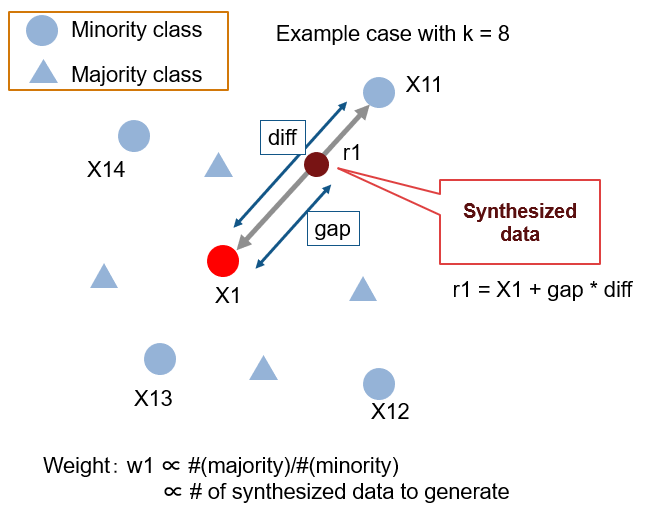 Minority class
Majority class
Example case with k = 8
X11
diff
r1
X14
Synthesized
data
gap
X1
r1 = X1 + gap * diff
X13
X12
Weight: w1 ∝ #(majority)/#(minority)
∝ # of synthesized data to generate